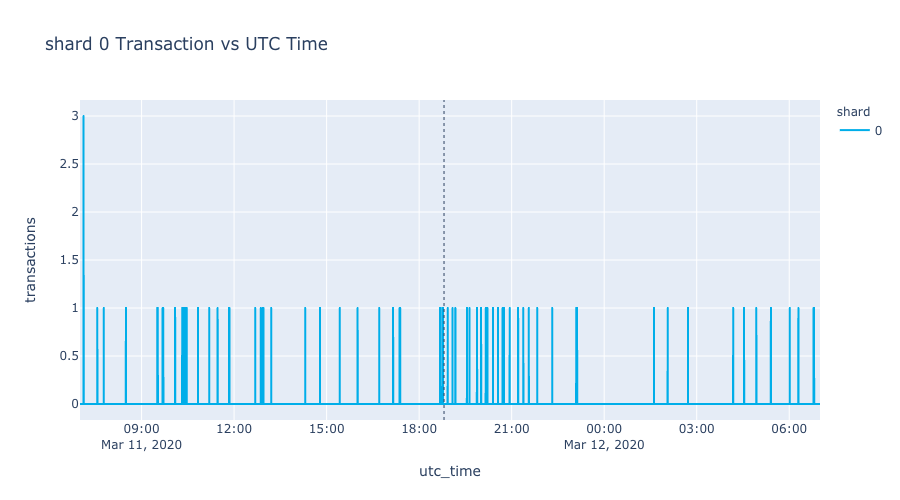 shard 0 Transaction vs UTC Time
shard
0
transactions
3
2.5
2
1.5
1
0.5
0
09:00 12:00 15:00 18:00 21:00 00:00 03:00 06:00
Mar 11, 2020 Mar 12, 2020
utc_time